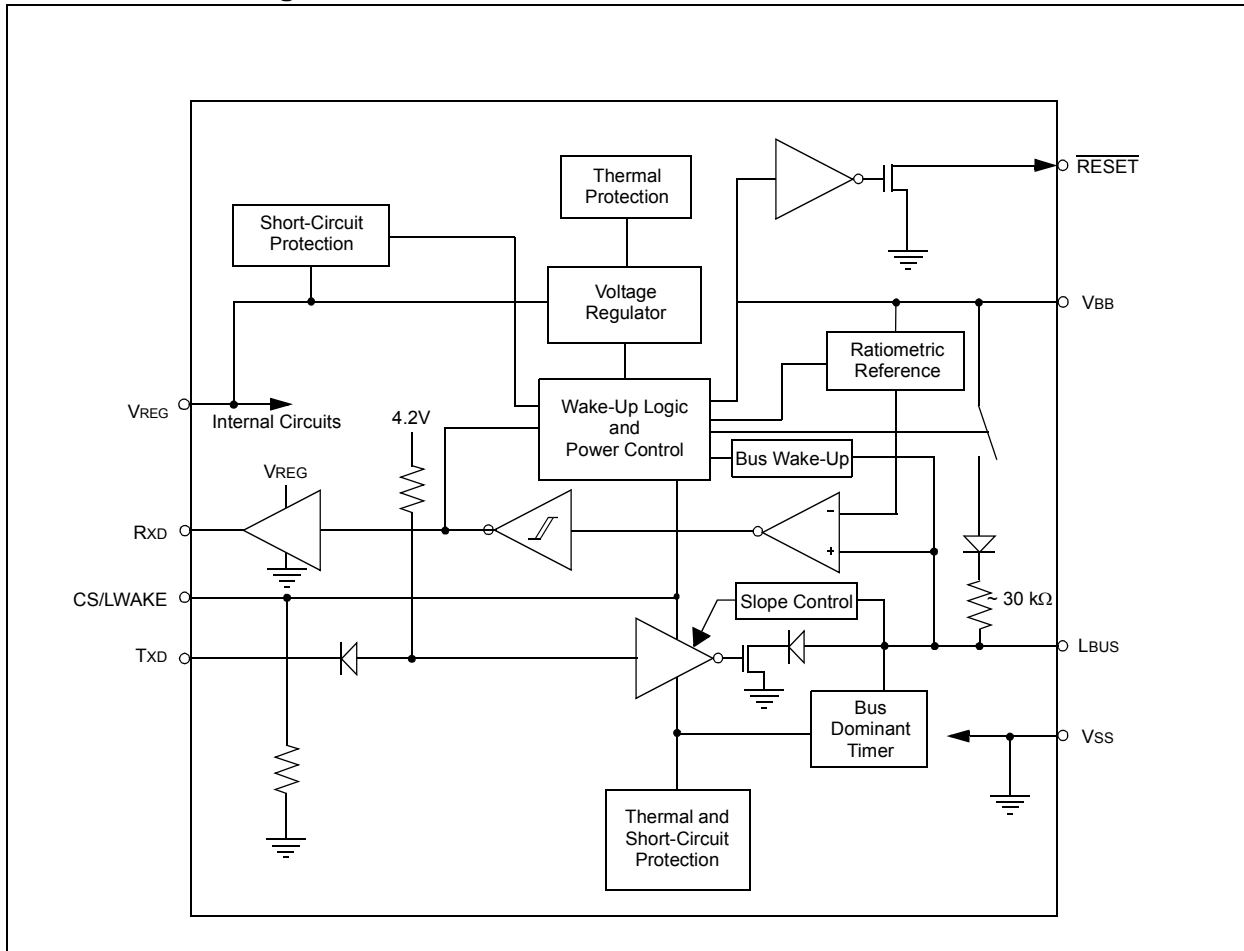 RESET
Thermal
Protection
Short-Circuit
Protection
Voltage
Regulator
VBB
Ratiometric
Reference
VREG
Internal Circuits
4.2V
Wake-Up Logic
and
Power Control
Bus Wake-Up
VREG
-
+
RXD
CS/LWAKE
Slope Control
~ 30 kΩ
TXD
LBUS
Bus
Dominant
Timer
VSS
Thermal and
Short-Circuit
Protection